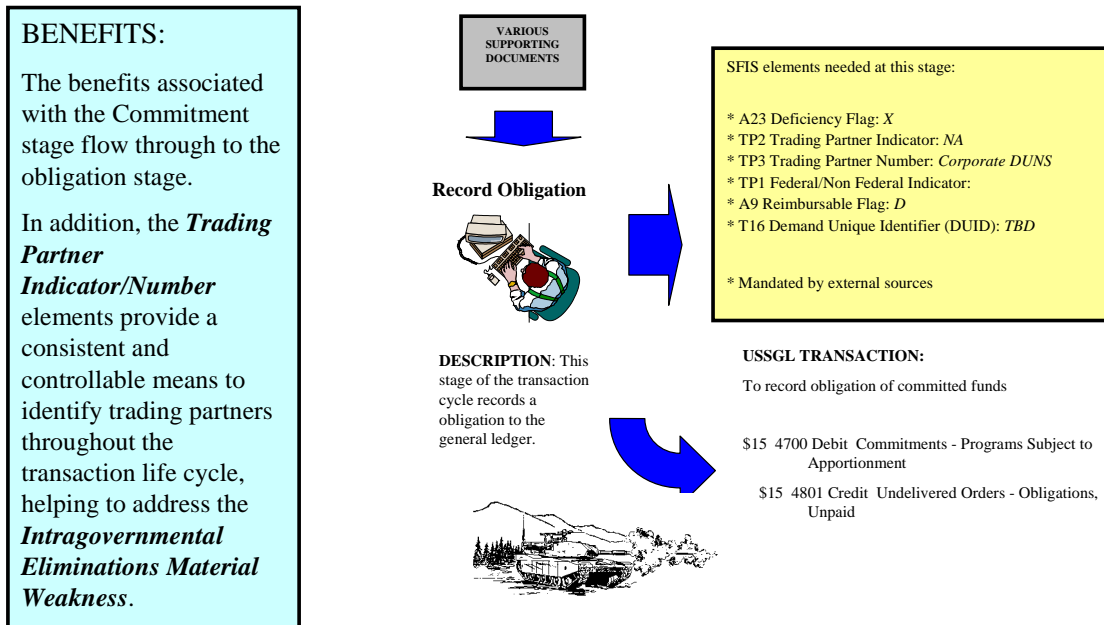 BENEFITS:
The benefits associated
with the Commitment
stage flow through to the
obligation stage.
In addition, the Trading
Partner
Indicator/Number
elements provide a
consistent and
controllable means to
identify trading partners
throughout the
transaction life cycle,
helping to address the
Intragovernmental
Eliminations Material
Weakness.
VARIOUS
SUPPORTING
DOCUMENTS
Record Obligation
DESCRIPTION: This
stage of the transaction
cycle records a
obligation to the
general ledger.
SFIS elements needed at this stage:
* A23 Deficiency Flag: X
* TP2 Trading Partner Indicator: NA
* TP3 Trading Partner Number: Corporate DUNS
* TP1 Federal/Non Federal Indicator:
* A9 Reimbursable Flag: D
* T16 Demand Unique Identifier (DUID): TBD
* Mandated by external sources
USSGL TRANSACTION:
To record obligation of committed funds
$15 4700 Debit Commitments - Programs Subject to
Apportionment
$15 4801 Credit Undelivered Orders - Obligations,
Unpaid